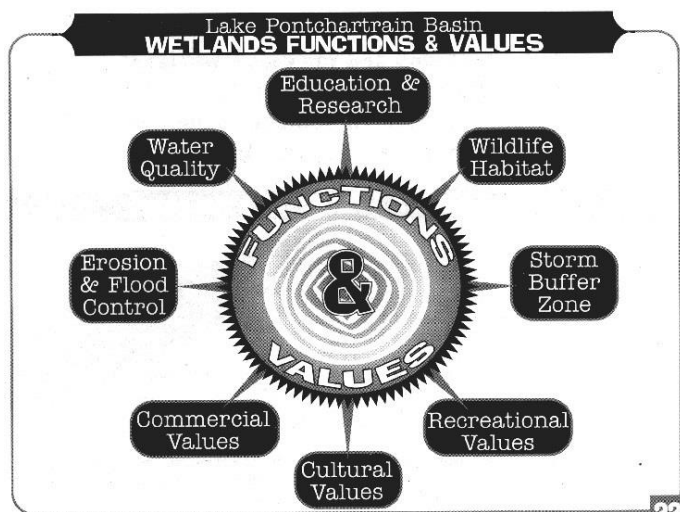 Lake Pontchartrain Basin
WETLANDS FUNCTIONS & VALUES
Education &
Research
Water
Quality
Wildlife
Habitat
FUNCTIONS
&
VALUES
Erosion
& Flood
Control
Storm
Buffer
Zone
Commercial
Values
Recreational
Values
Cultural
Values